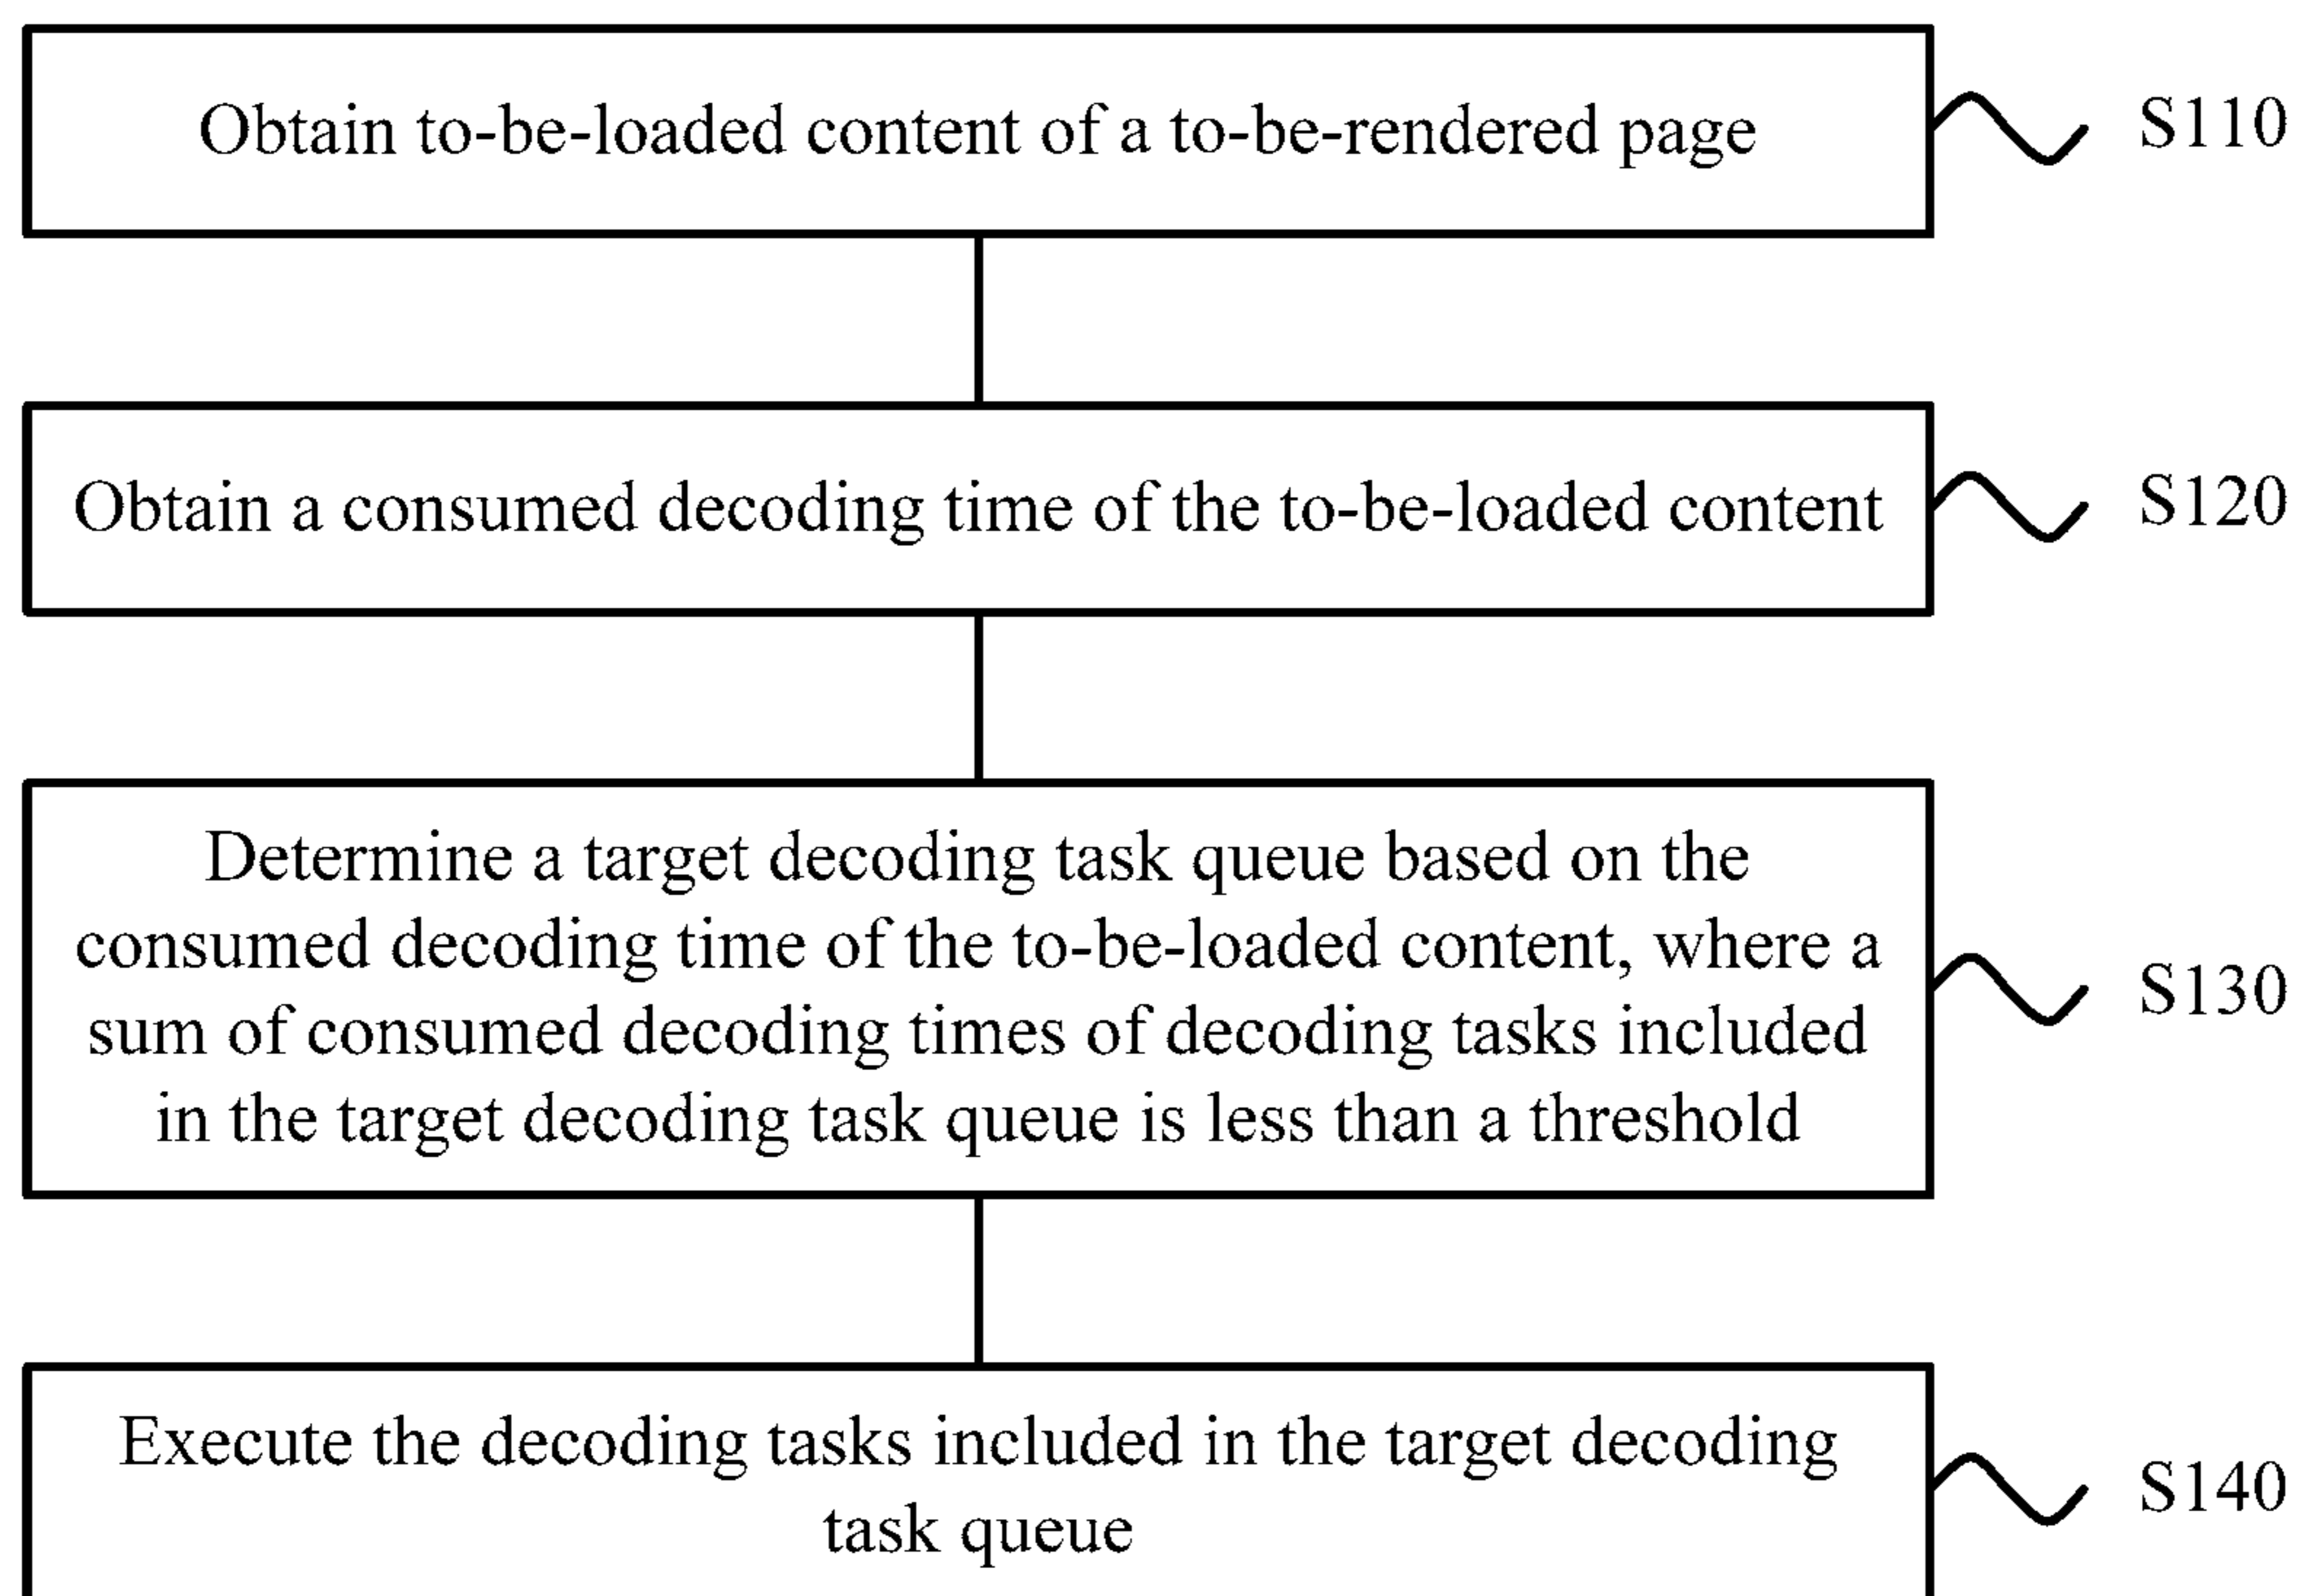 Obtain to-be-loaded content of a to-be-rendered page
S110
Obtain a consumed decoding time of the to-be-loaded content
S120
Determine a target decoding task queue based on the
consumed decoding time of the to-be-loaded content, where a
sum of consumed decoding times of decoding tasks included
in the target decoding task queue is less than a threshold
S130
Execute the decoding tasks included in the target decoding
task queue
S140